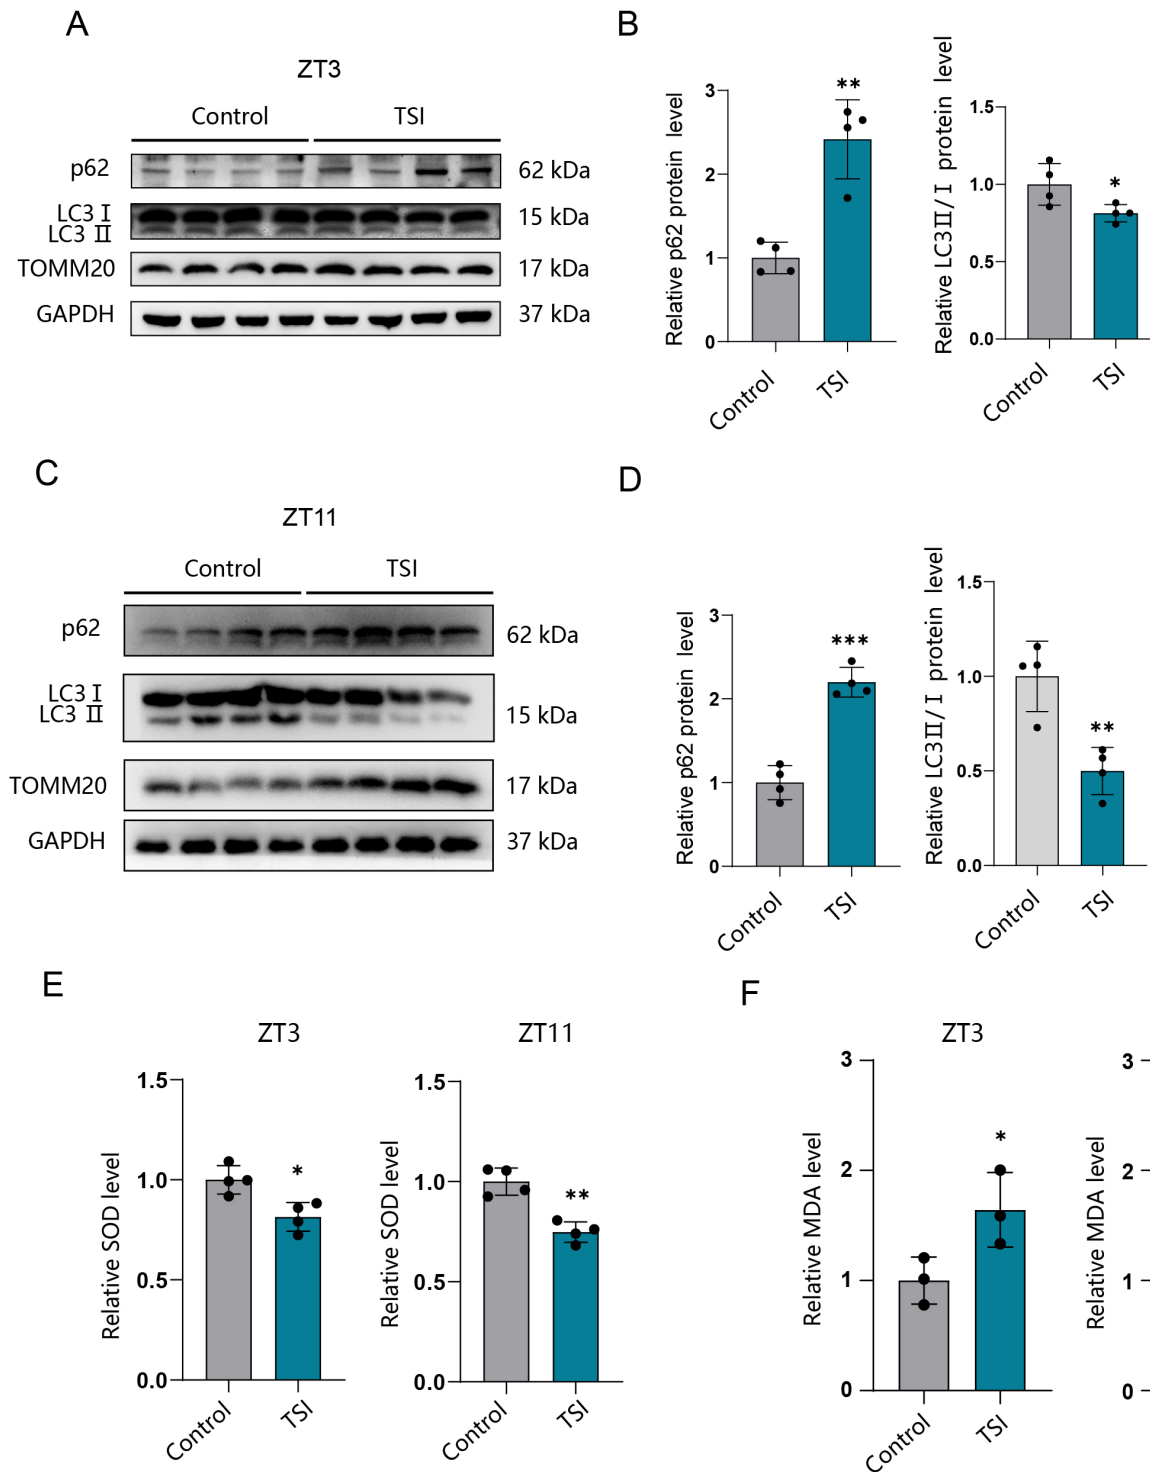 A
ZT3
Control
TSI
p62
62 kDa
LC3 Ⅰ
LC3 Ⅱ
15 kDa
TOMM20
17 kDa
GAPDH
37 kDa
B
Relative p62 protein level
3
2
1
0
**
Control
TSI
Relative LC3Ⅱ/Ⅰ protein level
1.5
1.0
0.5
0.0
*
Control
TSI
C
ZT11
Control
TSI
p62
62 kDa
LC3 Ⅰ
LC3 Ⅱ
15 kDa
TOMM20
17 kDa
GAPDH
37 kDa
D
Relative p62 protein level
3
2
1
0
***
Control
TSI
Relative LC3Ⅱ/Ⅰ protein level
1.5
1.0
0.5
0.0
**
Control
TSI
E
ZT3
Relative SOD level
1.5
1.0
0.5
0.0
*
Control
TSI
ZT11
Relative SOD level
1.5
1.0
0.5
0.0
**
Control
TSI
F
ZT3
Relative MDA level
3
2
1
0
*
Control
TSI
Relative MDA level
3
2
1
0